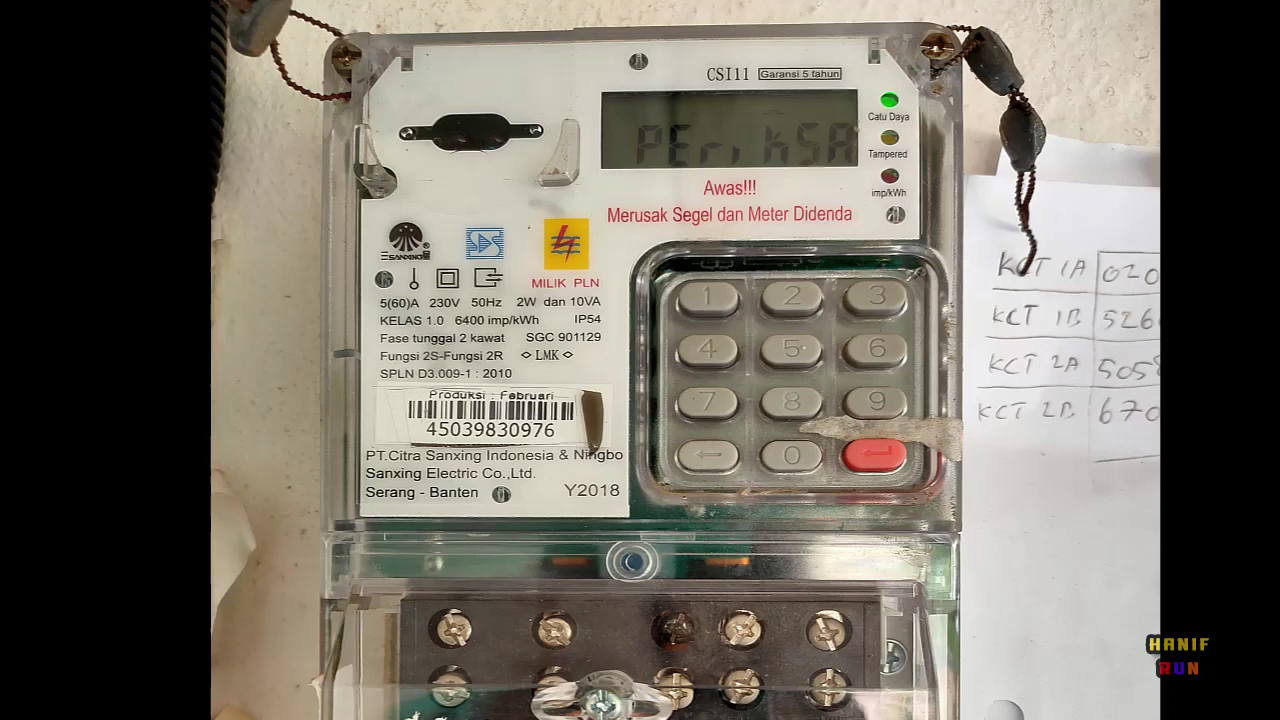 CSI11 Garansi 5 tahun
PEriKSA
Catu Daya
Tampered
imp/kWh
Awas!!!
Merusak Segel dan Meter Didenda
SANXING ®
MILIK PLN
5(60)A 230V 50Hz 2W dan 10VA
KELAS 1.0 6400 imp/kWh IP54
Fase tunggal 2 kawat SGC 901129
Fungsi 2S-Fungsi 2R LMK
SPLN D3.009-1 : 2010
Produksi : Februari
45039830976
PT.Citra Sanxing Indonesia & Ningbo
Sanxing Electric Co.,Ltd.
Serang - Banten Y2018
1 2 3
4 5 6
7 8 9
← 0 ↵
KCT 1A 020
KCT 1B 526
KCT 2A 505
KCT 2B 670
HANIF
RUN